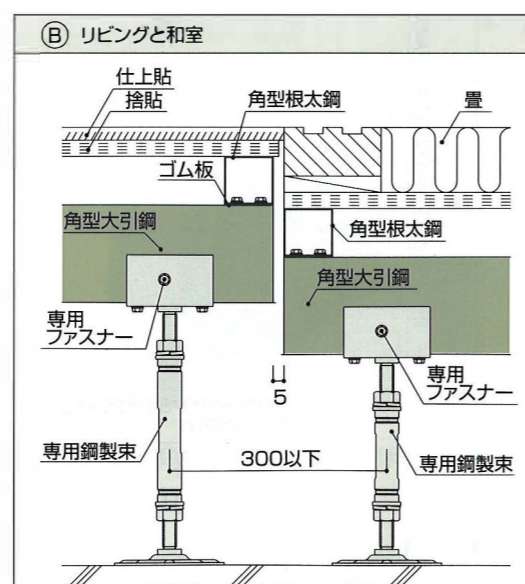 Ⓑ リビングと和室
仕上貼
捨貼
角型根太鋼
畳
ゴム板
角型大引鋼
角型根太鋼
角型大引鋼
専用
ファスナー
専用
ファスナー
5
専用鋼製束
300以下
専用鋼製束